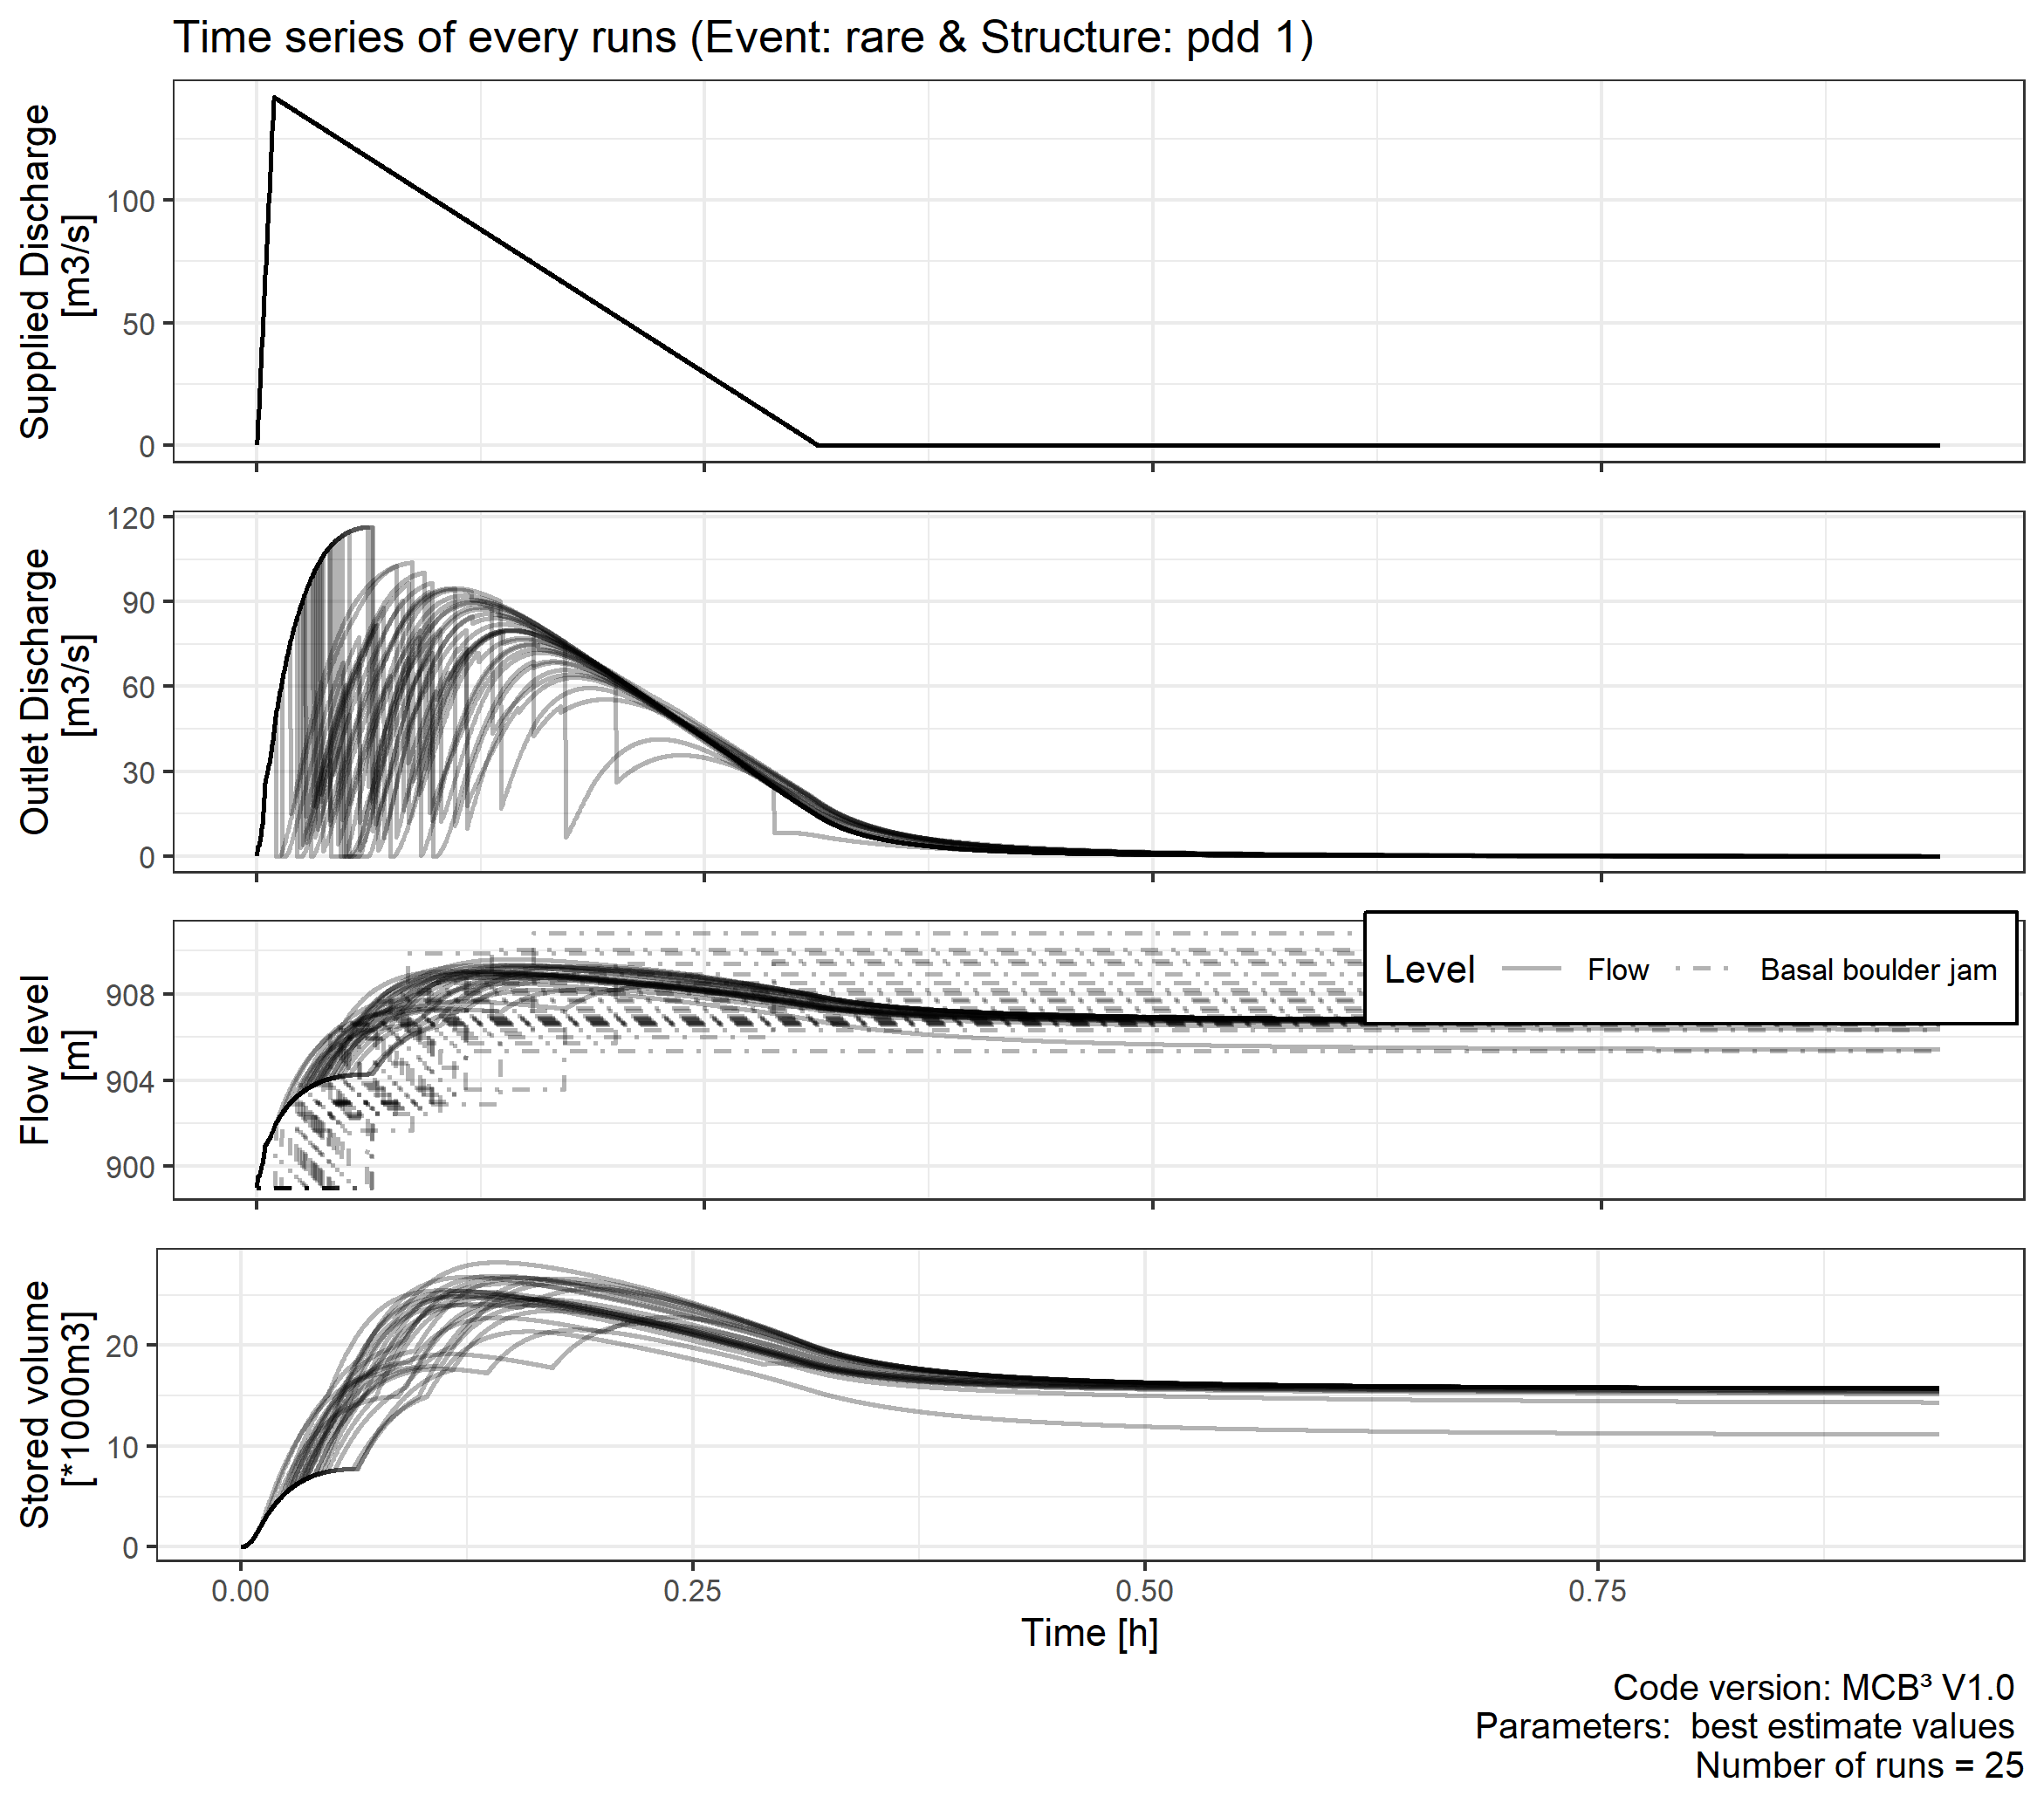 Time series of every runs (Event: rare & Structure: pdd 1)
Supplied Discharge
[m3/s]
100
50
0
Outlet Discharge
[m3/s]
120
90
60
30
0
Flow level
[m]
908
904
900
Level Flow Basal boulder jam
Stored volume
[*1000m3]
20
10
0
0.00 0.25 0.50 0.75
Time [h]
Code version: MCB³ V1.0
Parameters:  best estimate values
Number of runs = 25